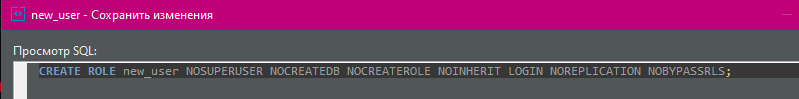 new_user - Сохранить изменения
Просмотр SQL:
CREATE ROLE new_user NOSUPERUSER NOCREATEDB NOCREATEROLE NOINHERIT LOGIN NOREPLICATION NOBYPASSRLS;